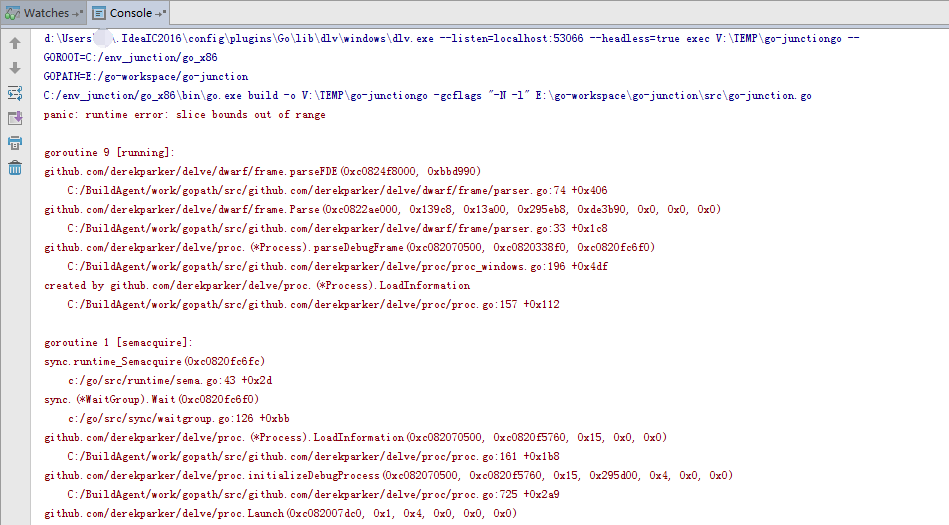 Watches
Console
d:\Users\ .IdeaIC2016\config\plugins\Go\lib\dlv\windows\dlv.exe --listen=localhost:53066 --headless=true exec V:\TEMP\go-junctiongo --
GOROOT=C:/env_junction/go_x86
GOPATH=E:/go-workspace/go-junction
C:/env_junction/go_x86\bin\go.exe build -o V:\TEMP\go-junctiongo -gcflags "-N -l" E:\go-workspace\go-junction\src\go-junction.go
panic: runtime error: slice bounds out of range
goroutine 9 [running]:
github.com/derekparker/delve/dwarf/frame.parseFDE(0xc0824f8000, 0xbbd990)
C:/BuildAgent/work/gopath/src/github.com/derekparker/delve/dwarf/frame/parser.go:74 +0x406
github.com/derekparker/delve/dwarf/frame.Parse(0xc0822ae000, 0x139c8, 0x13a00, 0x295eb8, 0xde3b90, 0x0, 0x0, 0x0)
C:/BuildAgent/work/gopath/src/github.com/derekparker/delve/dwarf/frame/parser.go:33 +0x1c8
github.com/derekparker/delve/proc.(*Process).parseDebugFrame(0xc082070500, 0xc0820338f0, 0xc0820fc6f0)
C:/BuildAgent/work/gopath/src/github.com/derekparker/delve/proc/proc_windows.go:196 +0x4df
created by github.com/derekparker/delve/proc.(*Process).LoadInformation
C:/BuildAgent/work/gopath/src/github.com/derekparker/delve/proc/proc.go:157 +0x112
goroutine 1 [semacquire]:
sync.runtime_Semacquire(0xc0820fc6fc)
c:/go/src/runtime/sema.go:43 +0x2d
sync.(*WaitGroup).Wait(0xc0820fc6f0)
c:/go/src/sync/waitgroup.go:126 +0xbb
github.com/derekparker/delve/proc.(*Process).LoadInformation(0xc082070500, 0xc0820f5760, 0x15, 0x0, 0x0)
C:/BuildAgent/work/gopath/src/github.com/derekparker/delve/proc/proc.go:161 +0x1b8
github.com/derekparker/delve/proc.initializeDebugProcess(0xc082070500, 0xc0820f5760, 0x15, 0x295d00, 0x4, 0x0, 0x0)
C:/BuildAgent/work/gopath/src/github.com/derekparker/delve/proc/proc.go:725 +0x2a9
github.com/derekparker/delve/proc.Launch(0xc082007dc0, 0x1, 0x4, 0x0, 0x0, 0x0)